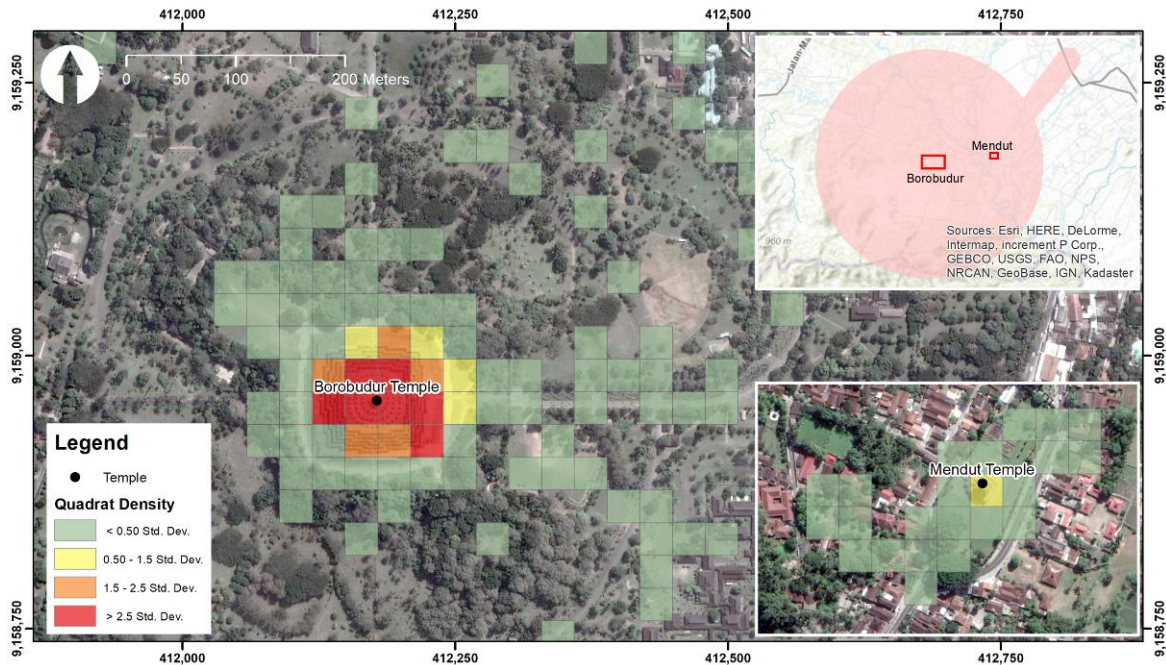 412,000
412,250
412,500
412,750
9,159,250
9,159,250
0
50
100
200 Meters
Jalan-Ma
Mendut
Borobudur
960 m
Sources: Esri, HERE, DeLorme,
Intermap, increment P Corp.,
GEBCO, USGS, FAO, NPS,
NRCAN, GeoBase, IGN, Kadaster
9,159,000
9,159,000
Borobudur Temple
Mendut Temple
Legend
Temple
Quadrat Density
< 0.50 Std. Dev.
0.50 - 1.5 Std. Dev.
1.5 - 2.5 Std. Dev.
> 2.5 Std. Dev.
9,158,750
9,158,750
412,000
412,250
412,500
412,750